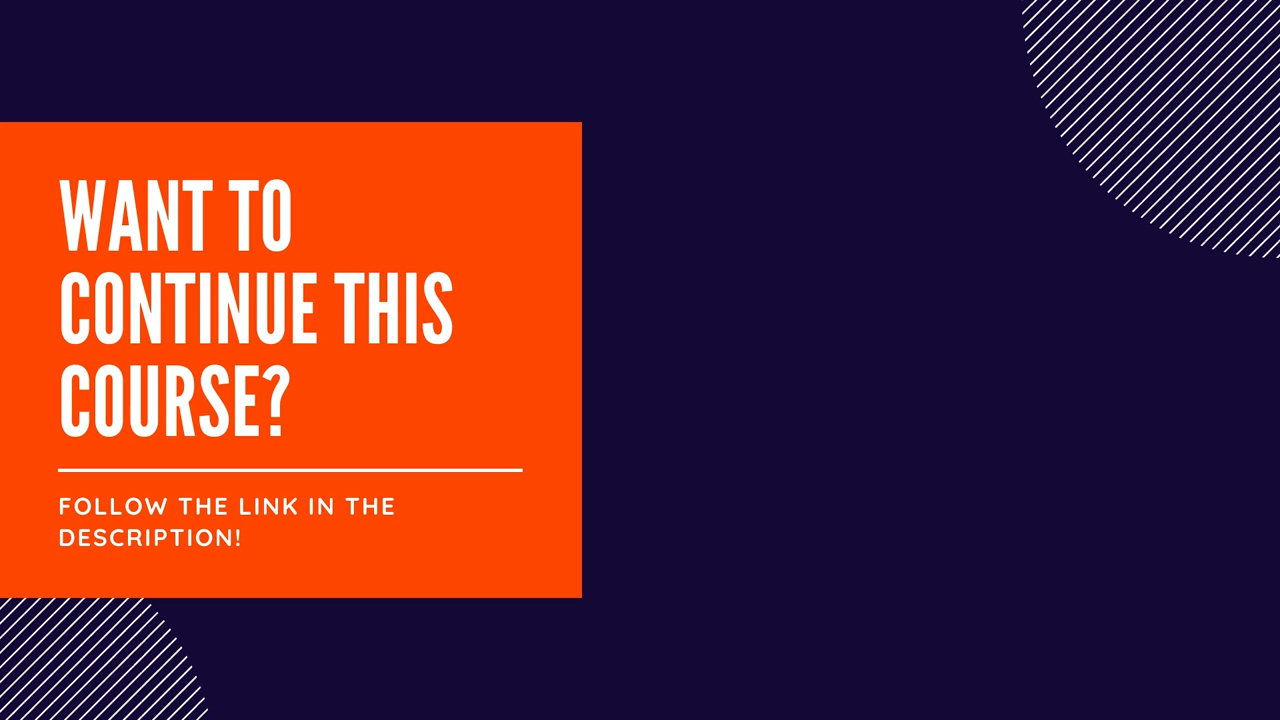 WANT TO
CONTINUE THIS
COURSE?
FOLLOW THE LINK IN THE
DESCRIPTION!